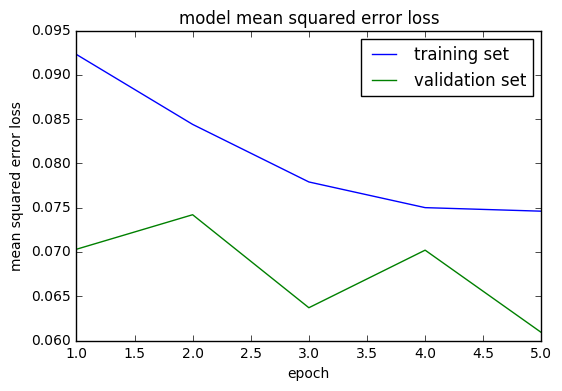 model mean squared error loss
0.095
0.090
0.085
0.080
0.075
0.070
0.065
0.060
mean squared error loss
training set
validation set
1.0 1.5 2.0 2.5 3.0 3.5 4.0 4.5 5.0
epoch